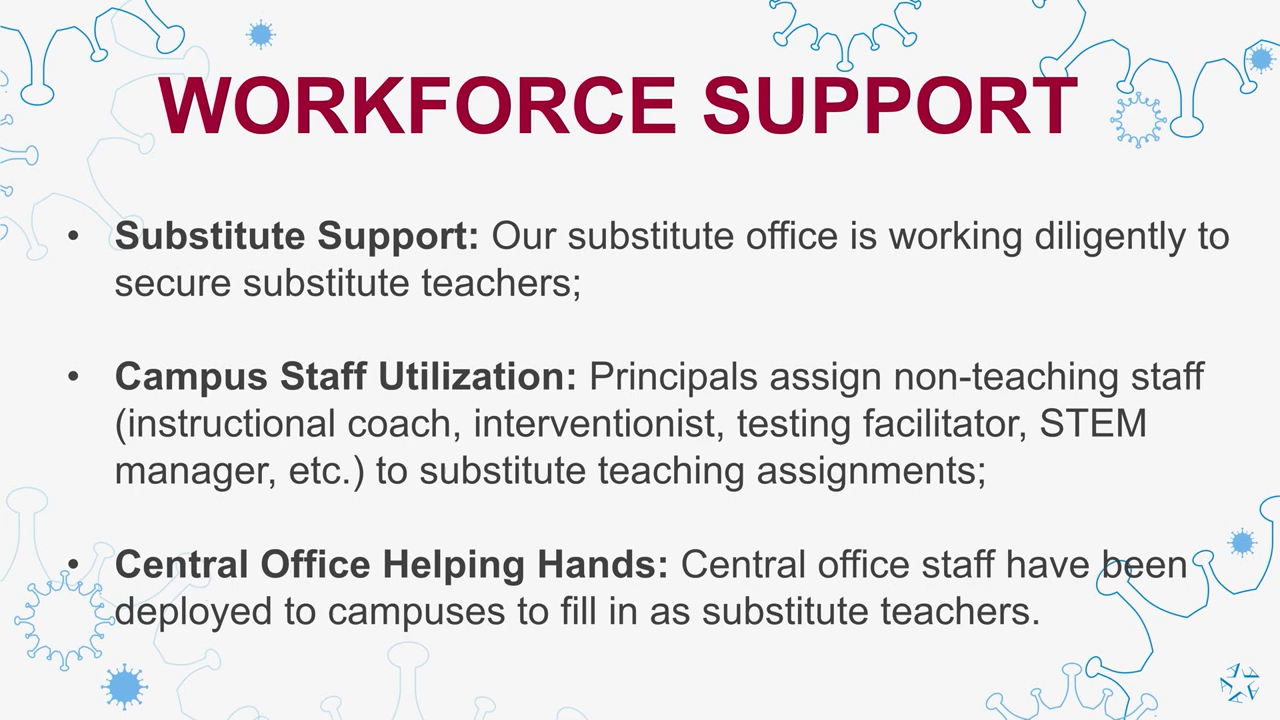 WORKFORCE SUPPORT
• Substitute Support: Our substitute office is working diligently to
secure substitute teachers;
• Campus Staff Utilization: Principals assign non-teaching staff
(instructional coach, interventionist, testing facilitator, STEM
manager, etc.) to substitute teaching assignments;
• Central Office Helping Hands: Central office staff have been
deployed to campuses to fill in as substitute teachers.